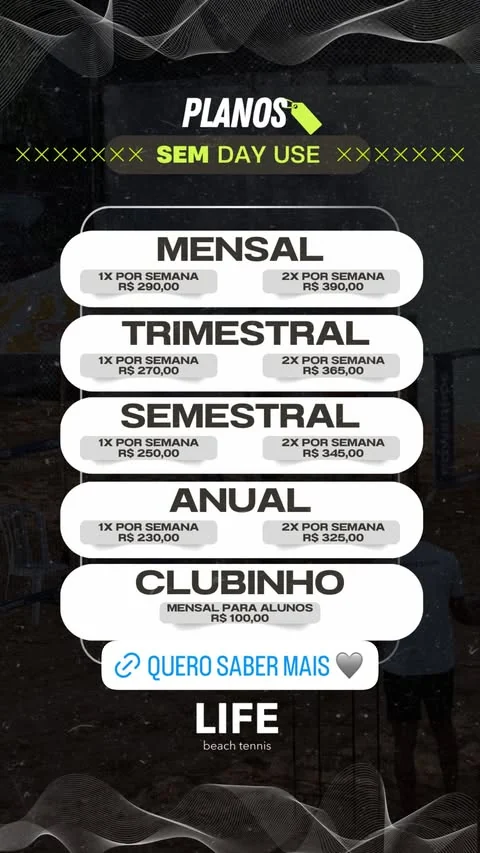 PLANOS
XXXXXXX SEM DAY USE XXXXXXX
MENSAL
1X POR SEMANA 2X POR SEMANA
R$ 290,00 R$ 390,00
TRIMESTRAL
1X POR SEMANA 2X POR SEMANA
R$ 270,00 R$ 365,00
SEMESTRAL
1X POR SEMANA 2X POR SEMANA
R$ 250,00 R$ 345,00
ANUAL
1X POR SEMANA 2X POR SEMANA
R$ 230,00 R$ 325,00
CLUBINHO
MENSAL PARA ALUNOS
R$ 100,00
QUERO SABER MAIS 🩶
LIFE
beach tennis